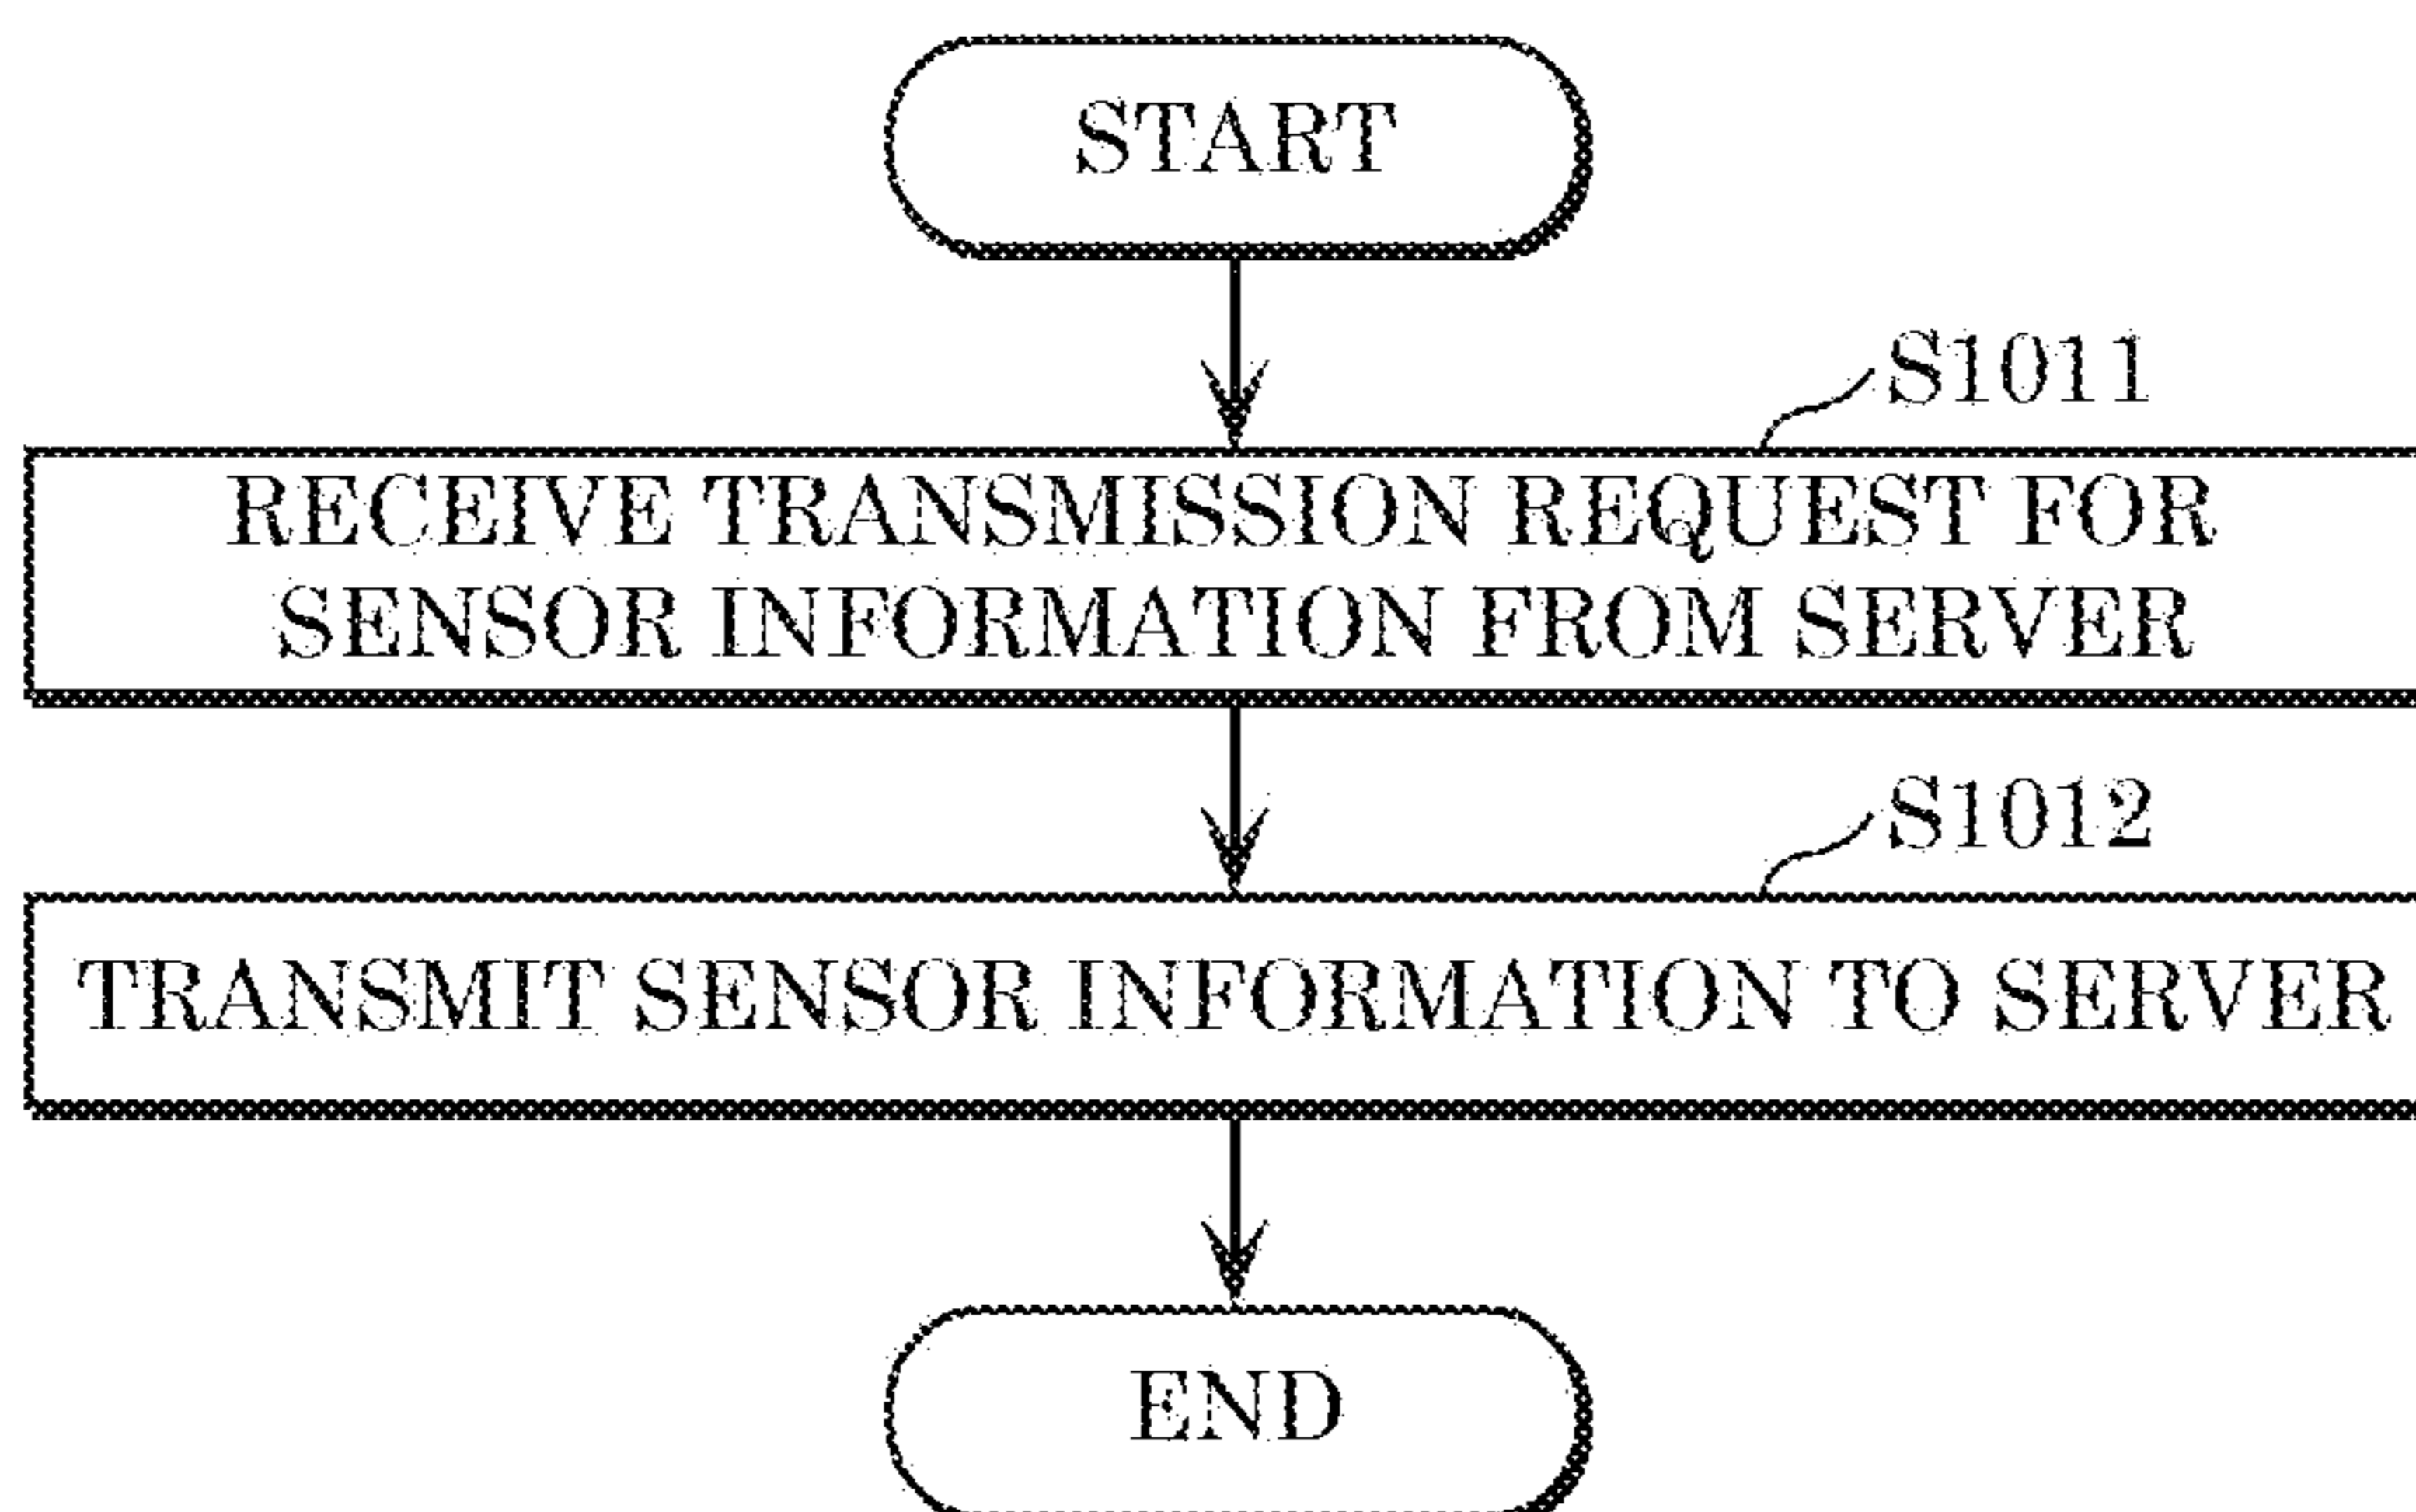 START
S1011
RECEIVE TRANSMISSION REQUEST FOR
SENSOR INFORMATION FROM SERVER
S1012
TRANSMIT SENSOR INFORMATION TO SERVER
END